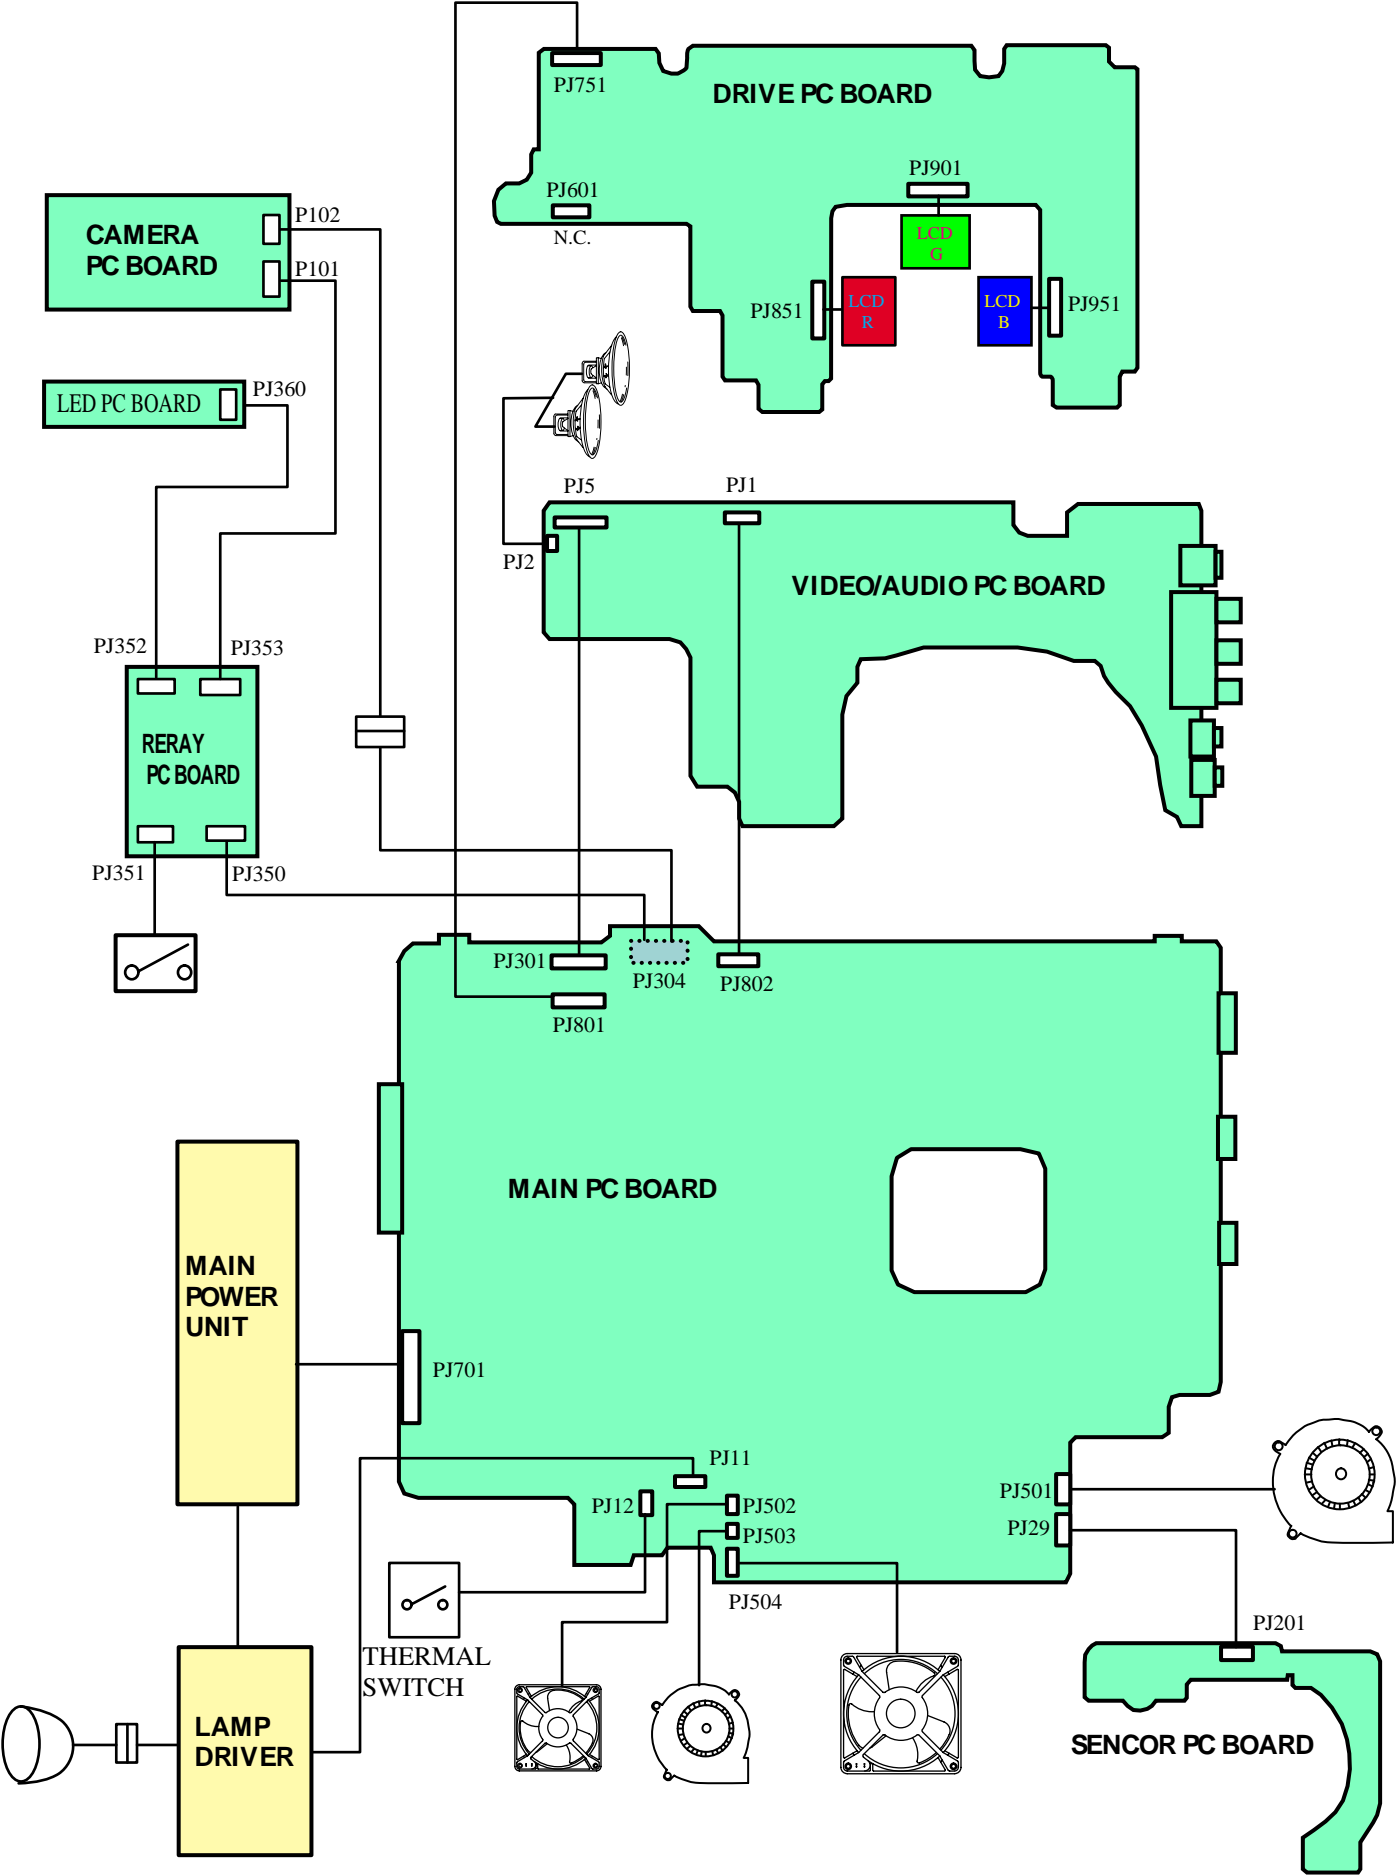 PJ751
DRIVE PC BOARD
PJ901
PJ601
N.C.
LCD
G
P102
CAMERA
PC BOARD
P101
PJ851
LCD
R
LCD
B
PJ951
PJ360
LED PC BOARD
PJ5
PJ1
PJ2
VIDEO/AUDIO PC BOARD
PJ352
PJ353
RERAY
PC BOARD
PJ351
PJ350
PJ301
PJ304
PJ802
PJ801
MAIN PC BOARD
MAIN
POWER
UNIT
PJ701
PJ11
PJ12
PJ502
PJ501
PJ503
PJ29
PJ504
PJ201
THERMAL
SWITCH
LAMP
DRIVER
SENCOR PC BOARD